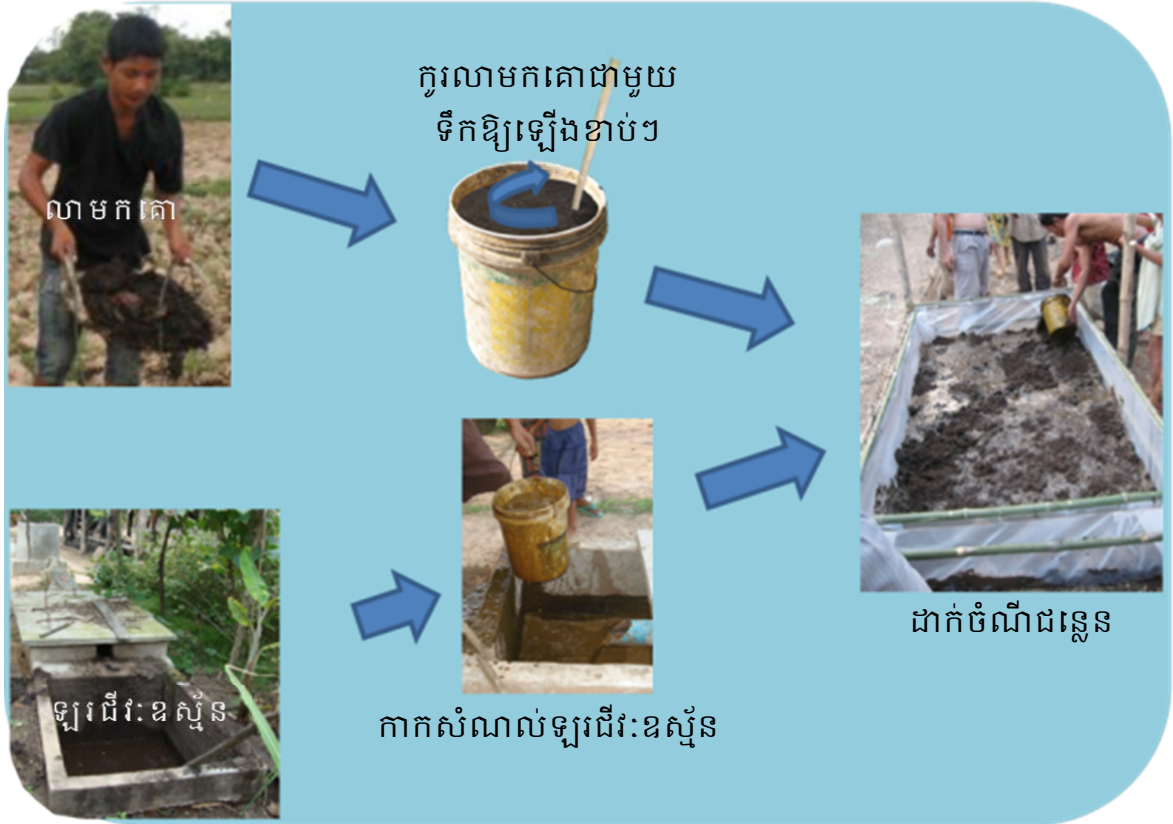 លាមកគោ
កូរលាមកគោជាមួយ
ទឹកឱ្យឡើងខាប់ៗ
ដាក់ចំណីជន្លេន
ឡរជីវៈឧស្ម័ន
កាកសំណល់ឡរជីវៈឧស្ម័ន